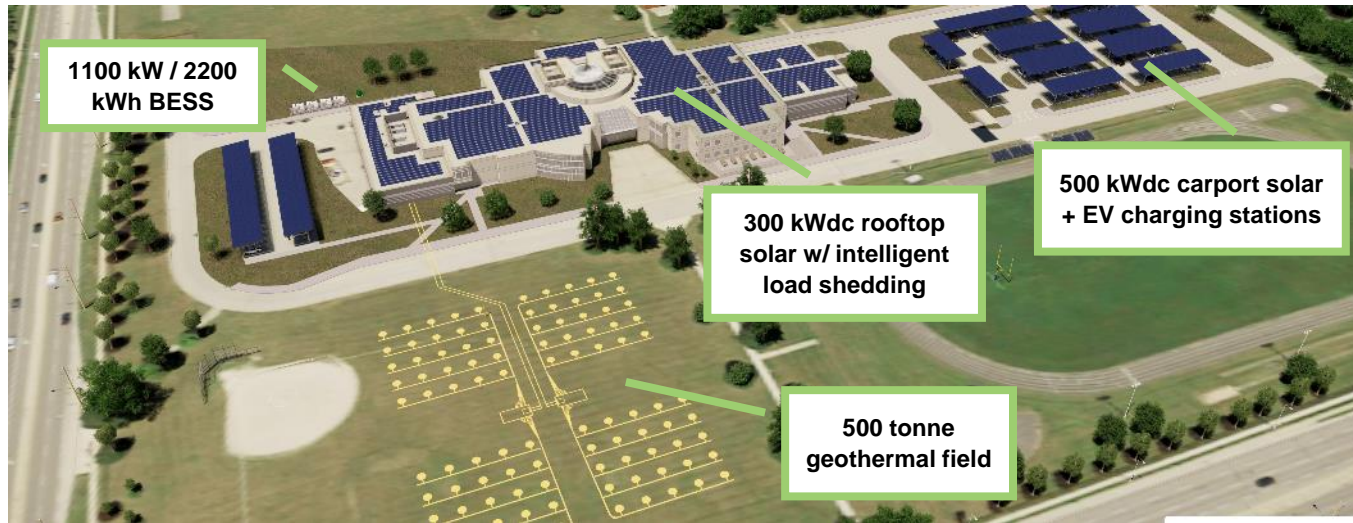 1100 kW / 2200
kWh BESS
500 kWdc carport solar
+ EV charging stations
300 kWdc rooftop
solar w/ intelligent
load shedding
500 tonne
geothermal field